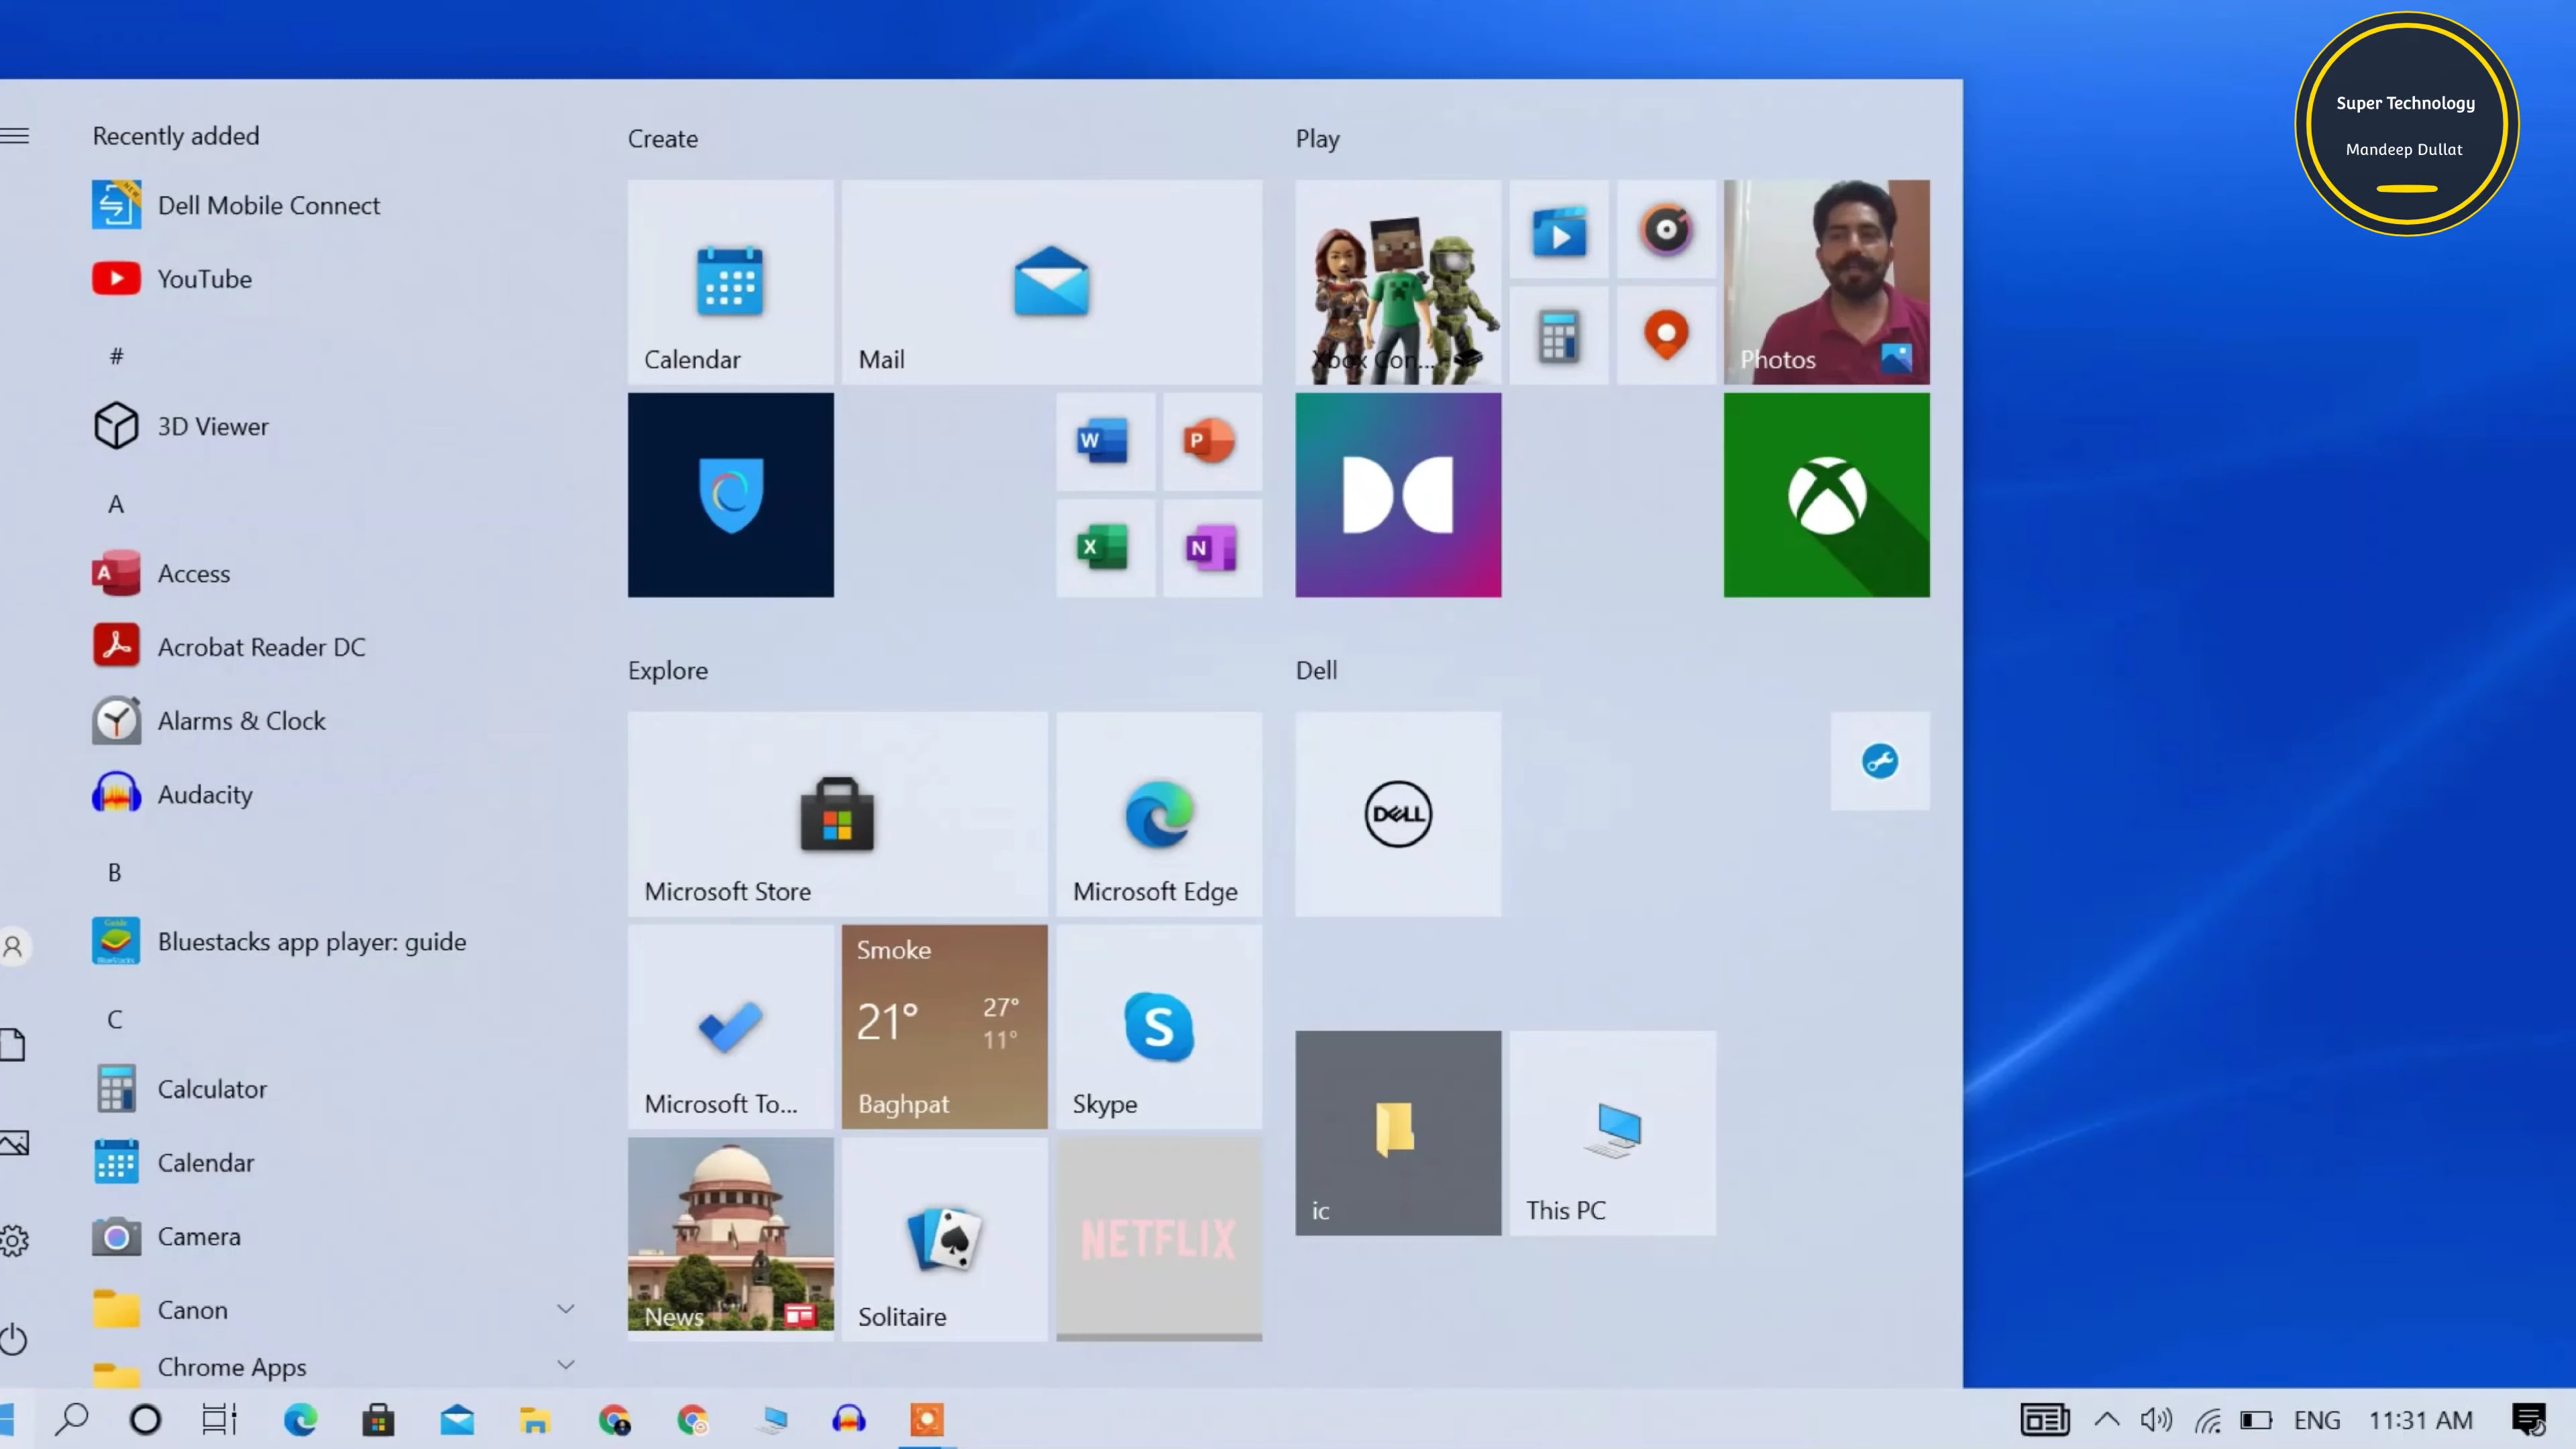 Super Technology
Mandeep Dullat
Recently added
Dell Mobile Connect
YouTube
#
3D Viewer
A
Access
Acrobat Reader DC
Alarms & Clock
Audacity
B
Bluestacks app player: guide
C
Calculator
Calendar
Camera
Canon
Chrome Apps
Create
Calendar
Mail
W
P
X
N
Play
Xbox Con...
Photos
Explore
Microsoft Store
Microsoft Edge
Microsoft To...
Smoke
21°
27°
11°
Baghpat
Skype
News
Solitaire
NETFLIX
Dell
DELL
ic
This PC
ENG
11:31 AM